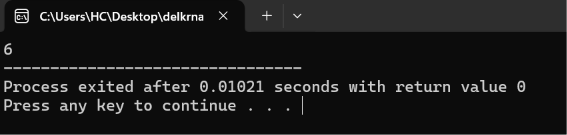 C:\Users\HC\Desktop\delkrna
6
--------------------------------
Process exited after 0.01021 seconds with return value 0
Press any key to continue . . .